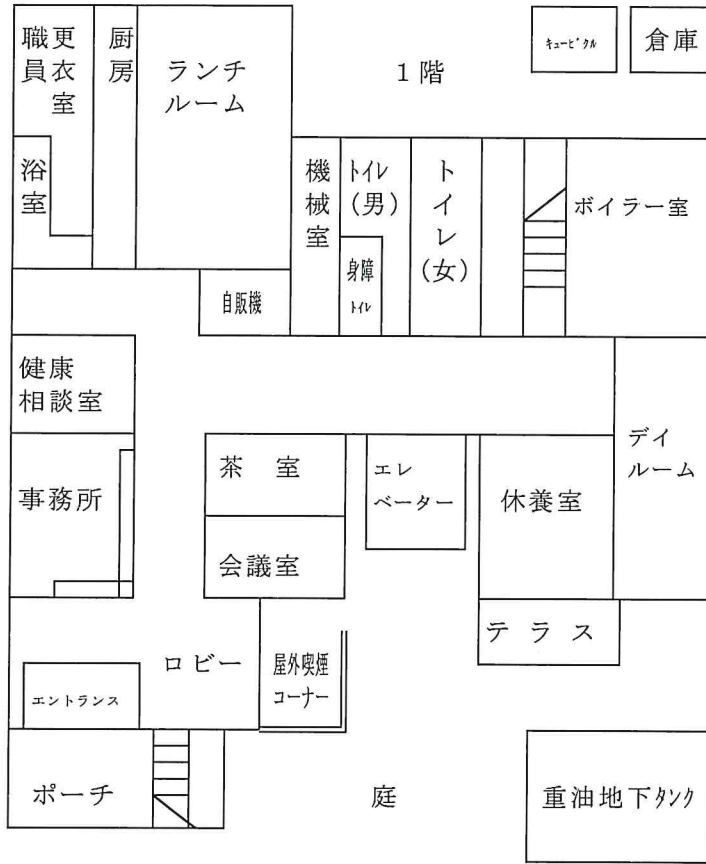 職員
更衣室
厨房
ランチ
ルーム
1階
ｷｭｰﾋﾞｸﾙ
倉庫
浴室
機械室
ﾄｲﾚ
(男)
トイレ(女)
ボイラー室
身障
ﾄｲﾚ
自販機
健康
相談室
デイ
ルーム
事務所
茶　室
エレ
ベーター
休養室
会議室
テラス
ロビー
屋外喫煙
コーナー
エントランス
ポーチ
庭
重油地下ﾀﾝｸ